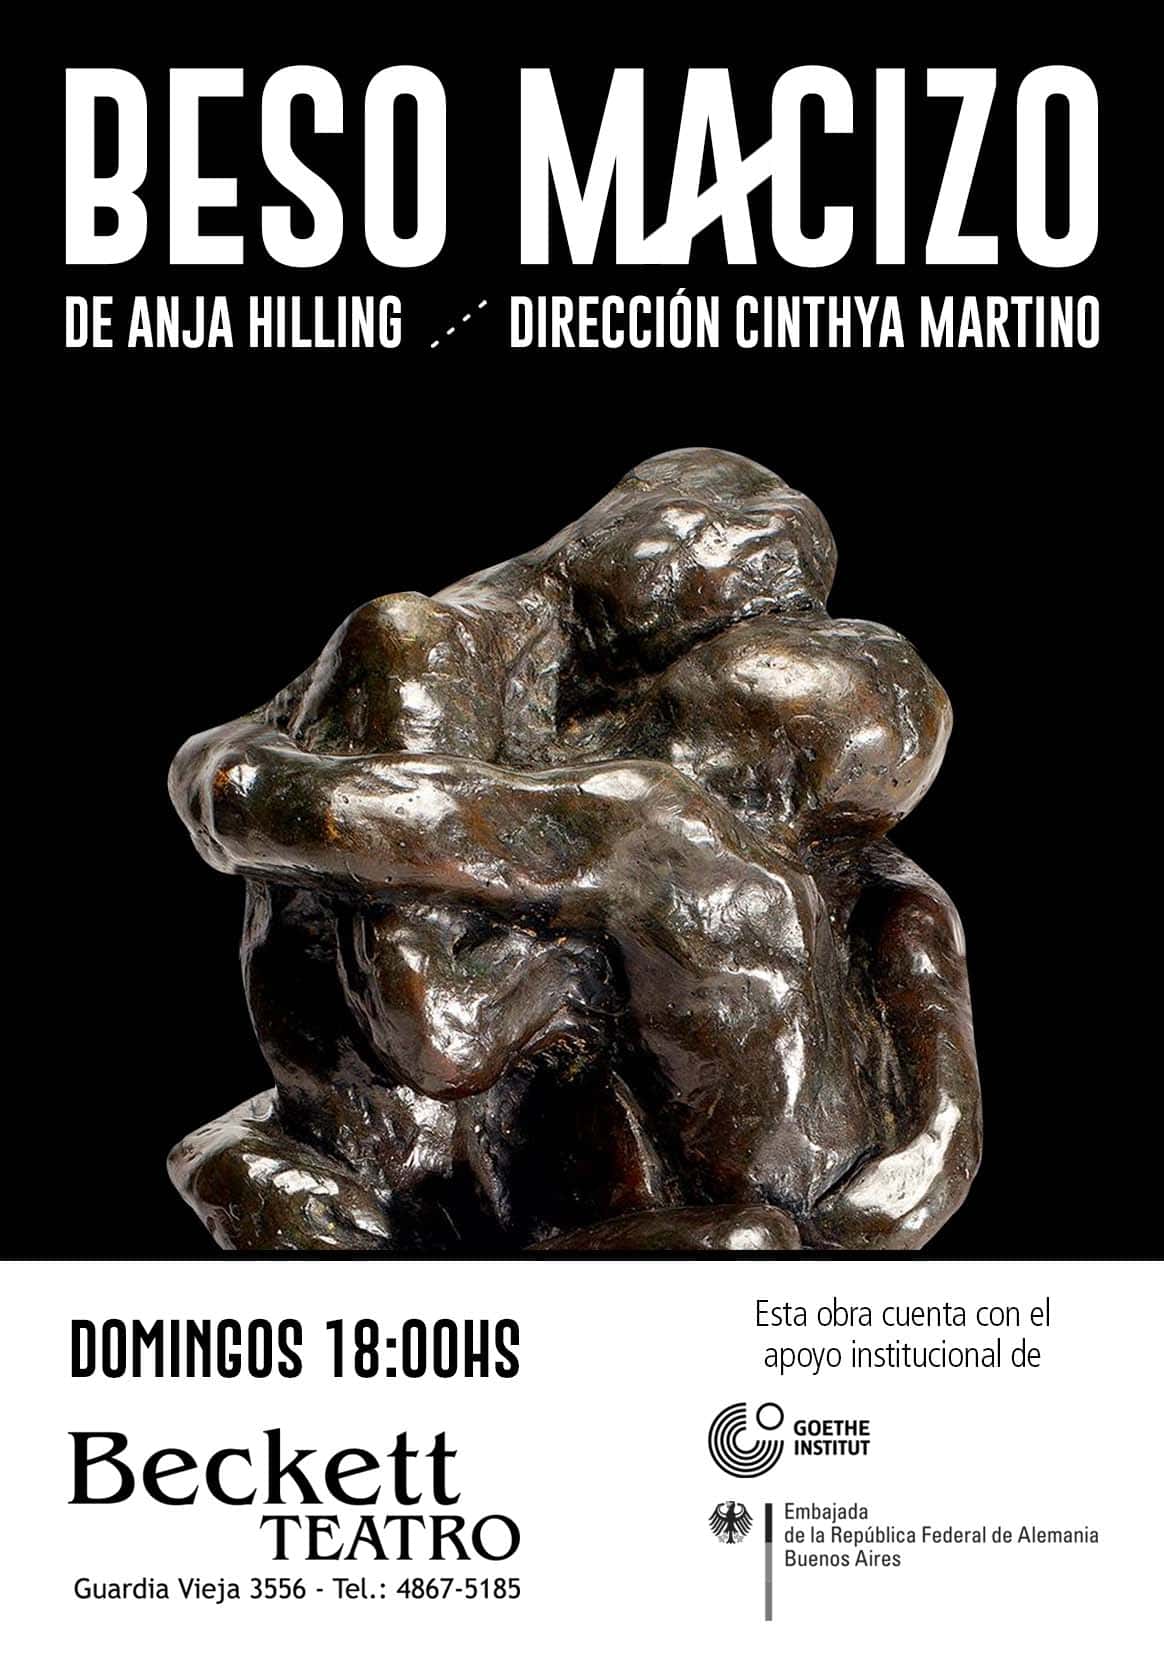 BESO MACIZO
DE ANJA HILLING
DIRECCIÓN CINTHYA MARTINO
DOMINGOS 18:00HS
Beckett
TEATRO
Guardia Vieja 3556 - Tel.: 4867-5185
Esta obra cuenta con el
apoyo institucional de
GOETHE
INSTITUT
Embajada
de la República Federal de Alemania
Buenos Aires